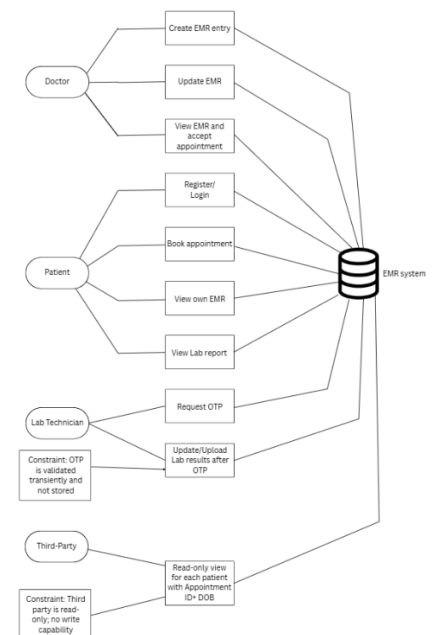 Create EMR entry
Doctor
Update EMR
View EMR and
accept
appointment
Register/
Login
Book appointment
Patient
EMR system
View own EMR
View Lab report
Request OTP
Lab Technician
Update/Upload
Lab results after
OTP
Constraint: OTP
is validated
transiently and
not stored
Third-Party
Read-only view
for each patient
with Appointment
ID+ DOB
Constraint: Third
party is read-
only; no write
capability